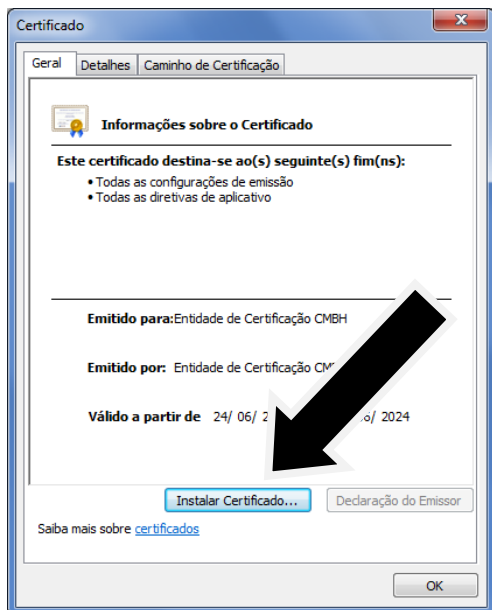 Certificado
Geral
Detalhes
Caminho de Certificação
Informações sobre o Certificado
Este certificado destina-se ao(s) seguinte(s) fim(ns):
• Todas as configurações de emissão
• Todas as diretivas de aplicativo
Emitido para: Entidade de Certificação CMBH
Emitido por: Entidade de Certificação
Válido a partir de 24/ 06/ 2024
Instalar Certificado...
Declaração do Emissor
Saiba mais sobre certificados
OK